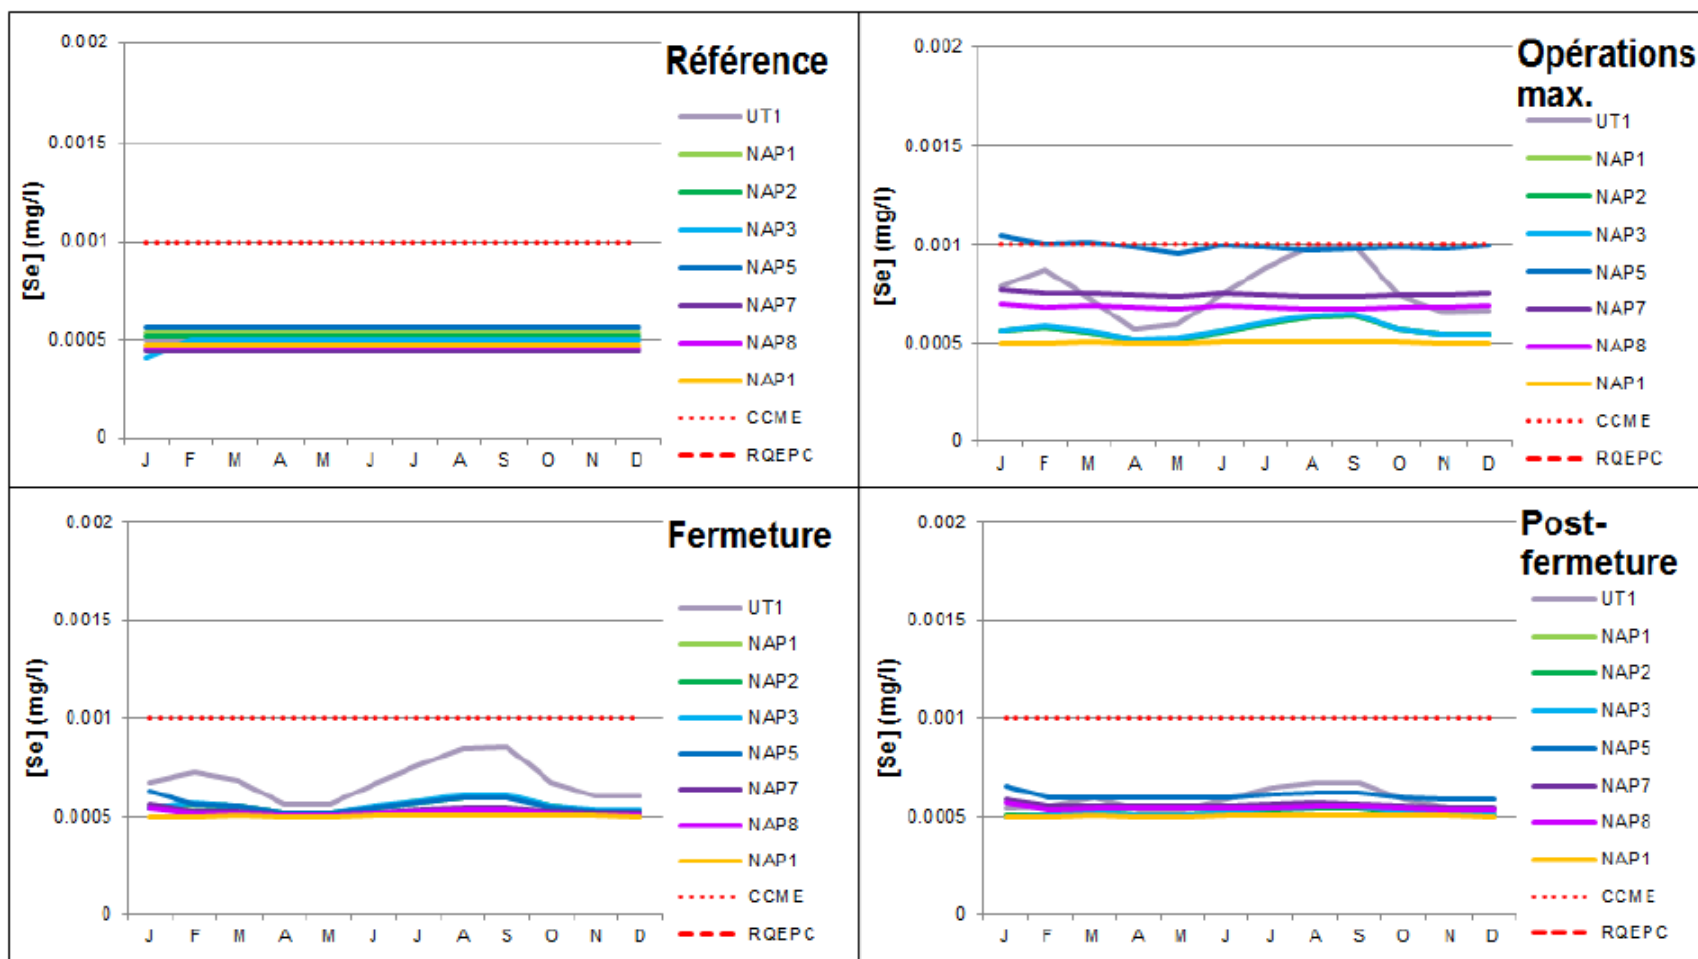 Référence
[Se] (mg/l)
0.002
0.0015
0.001
0.0005
0
J F M A M J J A S O N D
UT1
NAP1
NAP2
NAP3
NAP5
NAP7
NAP8
NAP1
CCME
RQEPC
Opérations
max.
[Se] (mg/l)
0.002
0.0015
0.001
0.0005
0
J F M A M J J A S O N D
UT1
NAP1
NAP2
NAP3
NAP5
NAP7
NAP8
NAP1
CCME
RQEPC
Fermeture
[Se] (mg/l)
0.002
0.0015
0.001
0.0005
0
J F M A M J J A S O N D
UT1
NAP1
NAP2
NAP3
NAP5
NAP7
NAP8
NAP1
CCME
RQEPC
Post-
fermeture
[Se] (mg/l)
0.002
0.0015
0.001
0.0005
0
J F M A M J J A S O N D
UT1
NAP1
NAP2
NAP3
NAP5
NAP7
NAP8
NAP1
CCME
RQEPC